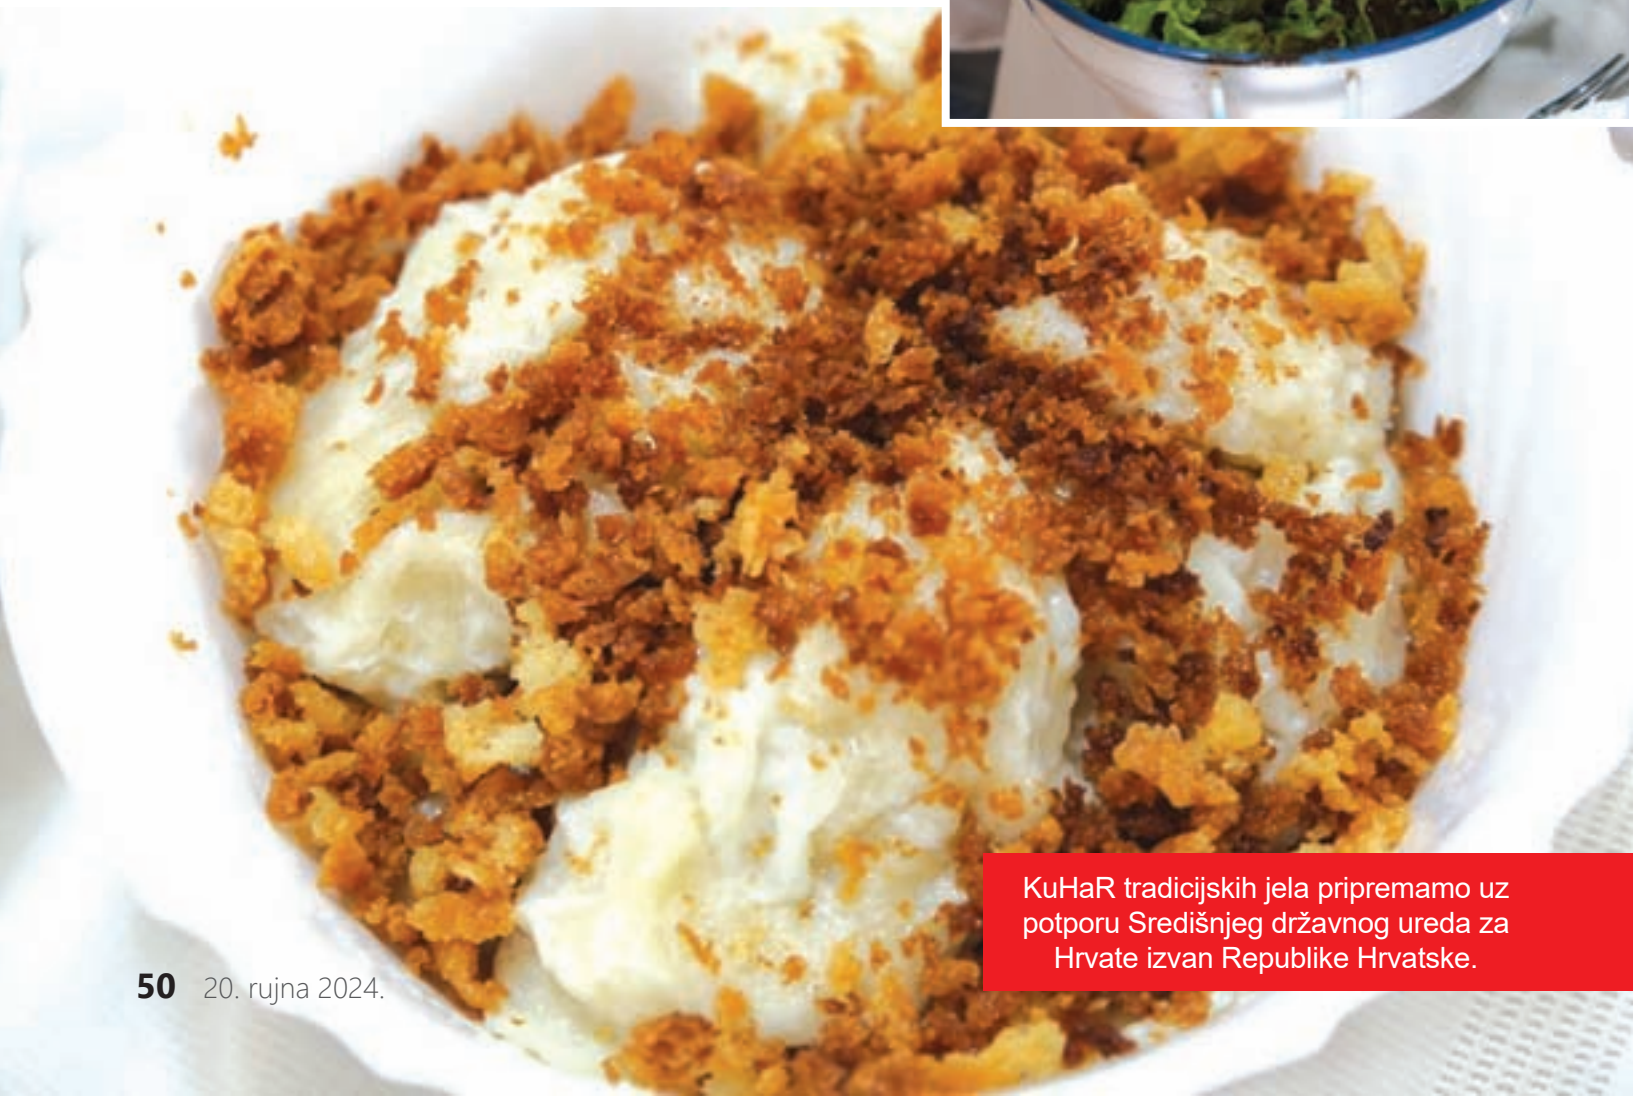 KuHaR tradicijskih jela pripremamo uz
potporu Središnjeg državnog ureda za
Hrvate izvan Republike Hrvatske.
50 20. rujna 2024.